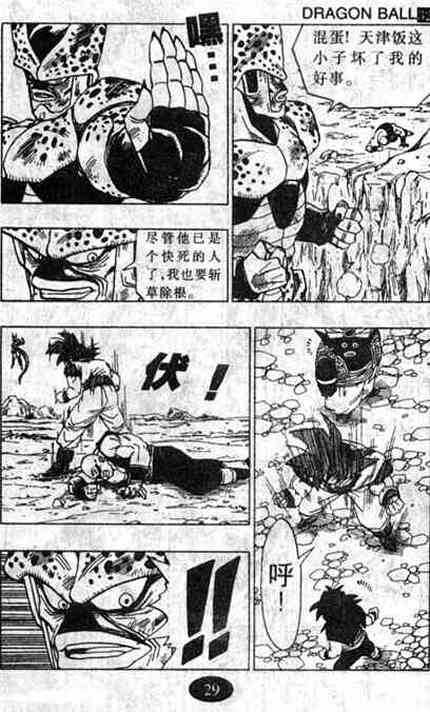 DRAGON BALL
混蛋！天津饭这
小子坏了我的
好事。
嘿……
尽管他已是
个快死的人
了,我也要斩
草除根。
伏！
呼！
!!
29